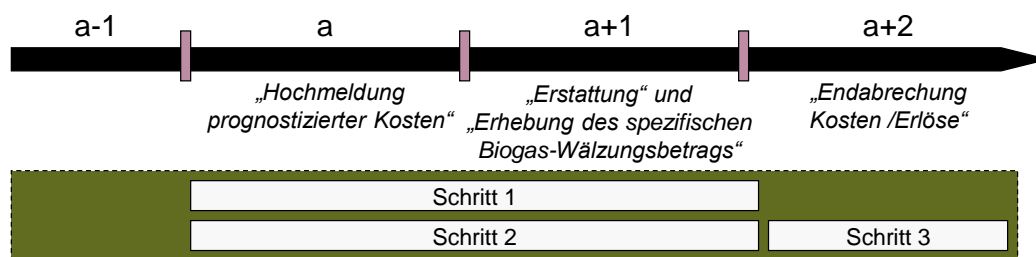 a-1
a
a+1
a+2
„Hochmeldung
prognostizierter Kosten“
„Erstattung“ und
„Erhebung des spezifischen
Biogas-Wälzungsbetrags“
„Endabrechung
Kosten /Erlöse“
Schritt 1
Schritt 2
Schritt 3